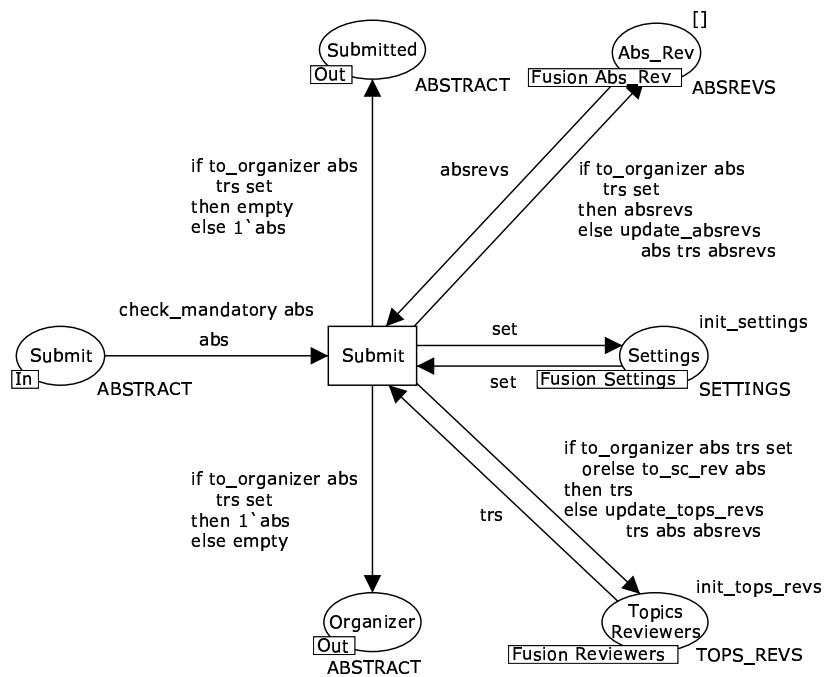 []
Submitted
Out
ABSTRACT
Abs_Rev
Fusion Abs_Rev
ABSREVS
if to_organizer abs
trs set
then empty
else 1`abs
absrevs
if to_organizer abs
trs set
then absrevs
else update_absrevs
abs trs absrevs
check_mandatory abs
abs
Submit
In
ABSTRACT
Submit
set
set
init_settings
Settings
Fusion Settings
SETTINGS
if to_organizer abs
trs set
then 1`abs
else empty
trs
if to_organizer abs trs set
orelse to_sc_rev abs
then trs
else update_tops_revs
trs abs absrevs
Organizer
Out
ABSTRACT
init_tops_revs
Topics
Reviewers
Fusion Reviewers
TOPS_REVS